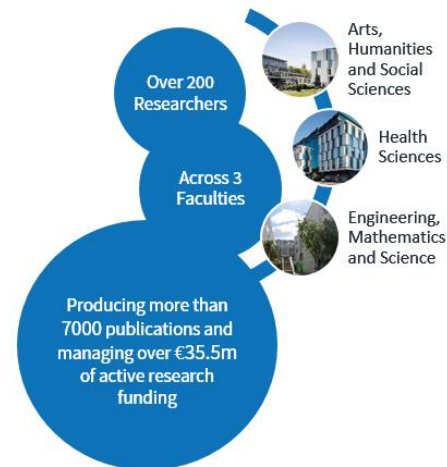 Over 200
Researchers
Across 3
Faculties
Producing more than
7000 publications and
managing over €35.5m
of active research
funding
Arts,
Humanities
and Social
Sciences
Health
Sciences
Engineering,
Mathematics
and Science